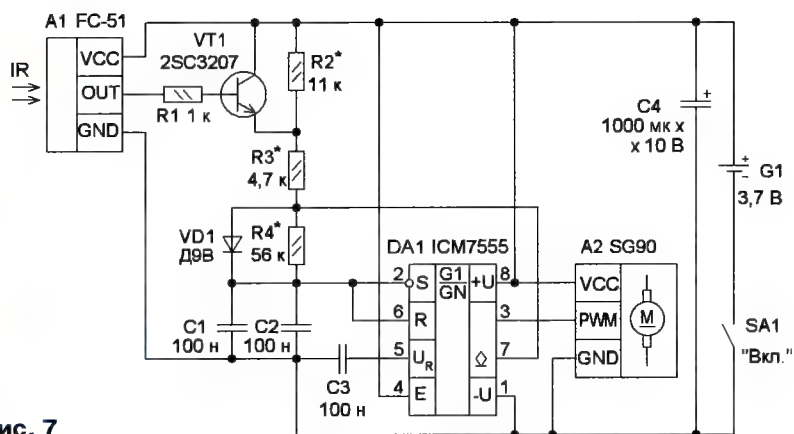 A1 FC-51
IR
VCC
OUT
GND
VT1
2SC3207
R1 1 к
R2*
11 к
R3*
4,7 к
VD1
Д9В
R4*
56 к
C1
100 н
C2
100 н
C3
100 н
DA1 ICM7555
2 S G1 +U 8
GN
6 R 3
5 U R 7
4 E -U 1
A2 SG90
VCC
PWM
GND
M
C4
1000 мк х
х 10 В
+
+
-
G1
3,7 В
SA1
"Вкл."
ис. 7